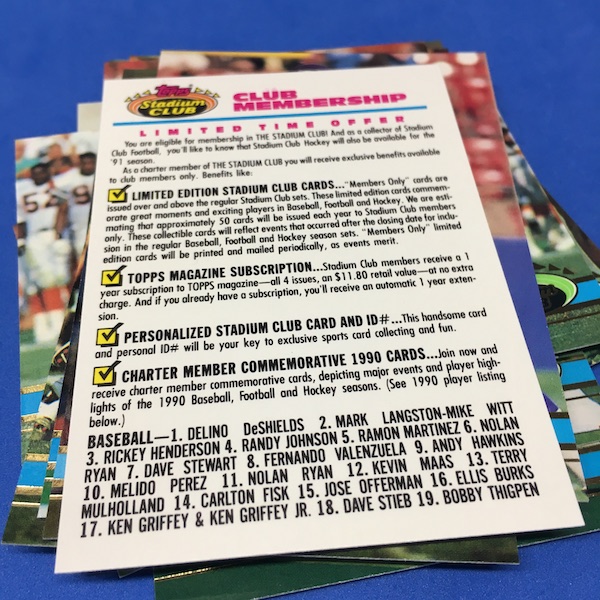 Topps
Stadium
CLUB
CLUB
MEMBERSHIP
LIMITED TIME OFFER
You are eligible for membership in THE STADIUM CLUB! And as a collector of Stadium
Club Football, you'll like to know that Stadium Club Hockey will also be available for the
'91 season.
As a charter member of THE STADIUM CLUB you will receive exclusive benefits available
to club members only. Benefits like:
LIMITED EDITION STADIUM CLUB CARDS..."Members Only" cards are
issued over and above the regular Stadium Club sets. These limited edition cards commem-
orate great moments and exciting players in Baseball, Football and Hockey. We are esti-
mating that approximately 50 cards will be issued each year to Stadium Club members
only. These collectible cards will reflect events that occurred after the closing date for inclu-
sion in the regular Baseball, Football and Hockey season sets. "Members Only" limited
edition cards will be printed and mailed periodically, as events merit.
TOPPS MAGAZINE SUBSCRIPTION...Stadium Club members receive a 1
year subscription to TOPPS magazine—all 4 issues, an $11.80 retail value—at no extra
charge. And if you already have a subscription, you'll receive an automatic 1 year exten-
sion.
PERSONALIZED STADIUM CLUB CARD AND ID#...This handsome card
and personal ID# will be your key to exclusive sports card collecting and fun.
CHARTER MEMBER COMMEMORATIVE 1990 CARDS...Join now and
receive charter member commemorative cards, depicting major events and player high-
lights of the 1990 Baseball, Football and Hockey seasons. (See 1990 player listing
below.)
BASEBALL—1. DELINO DeSHIELDS 2. MARK LANGSTON-MIKE WITT
3. RICKEY HENDERSON 4. RANDY JOHNSON 5. RAMON MARTINEZ 6. NOLAN
RYAN 7. DAVE STEWART 8. FERNANDO VALENZUELA 9. ANDY HAWKINS
10. MELIDO PEREZ 11. NOLAN RYAN 12. KEVIN MAAS 13. TERRY
MULHOLLAND 14. CARLTON FISK 15. JOSE OFFERMAN 16. ELLIS BURKS
17. KEN GRIFFEY & KEN GRIFFEY JR. 18. DAVE STIEB 19. BOBBY THIGPEN
52